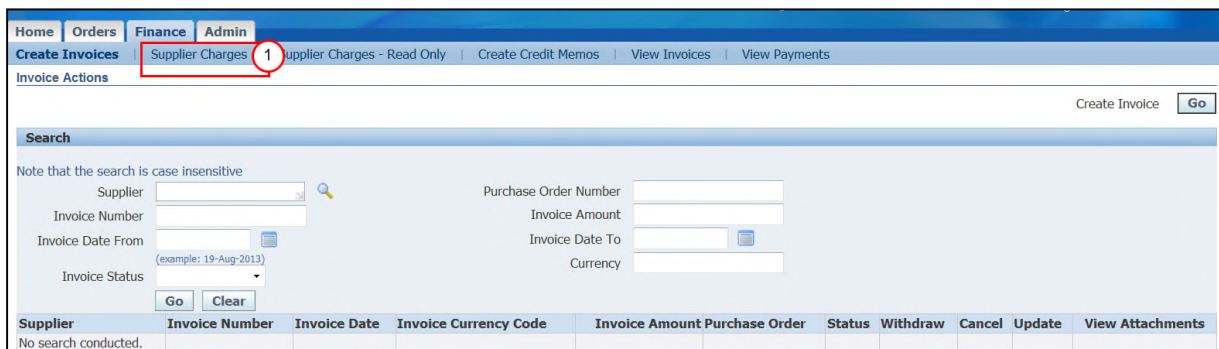 Home Orders Finance Admin
Create Invoices | Supplier Charges 1 upplier Charges - Read Only | Create Credit Memos | View Invoices | View Payments
Invoice Actions
Create Invoice Go
Search
Note that the search is case insensitive
Supplier Purchase Order Number
Invoice Number Invoice Amount
Invoice Date From Invoice Date To
(example: 19-Aug-2013)
Currency
Invoice Status
Go Clear
Supplier Invoice Number Invoice Date Invoice Currency Code Invoice Amount Purchase Order Status Withdraw Cancel Update View Attachments
No search conducted.